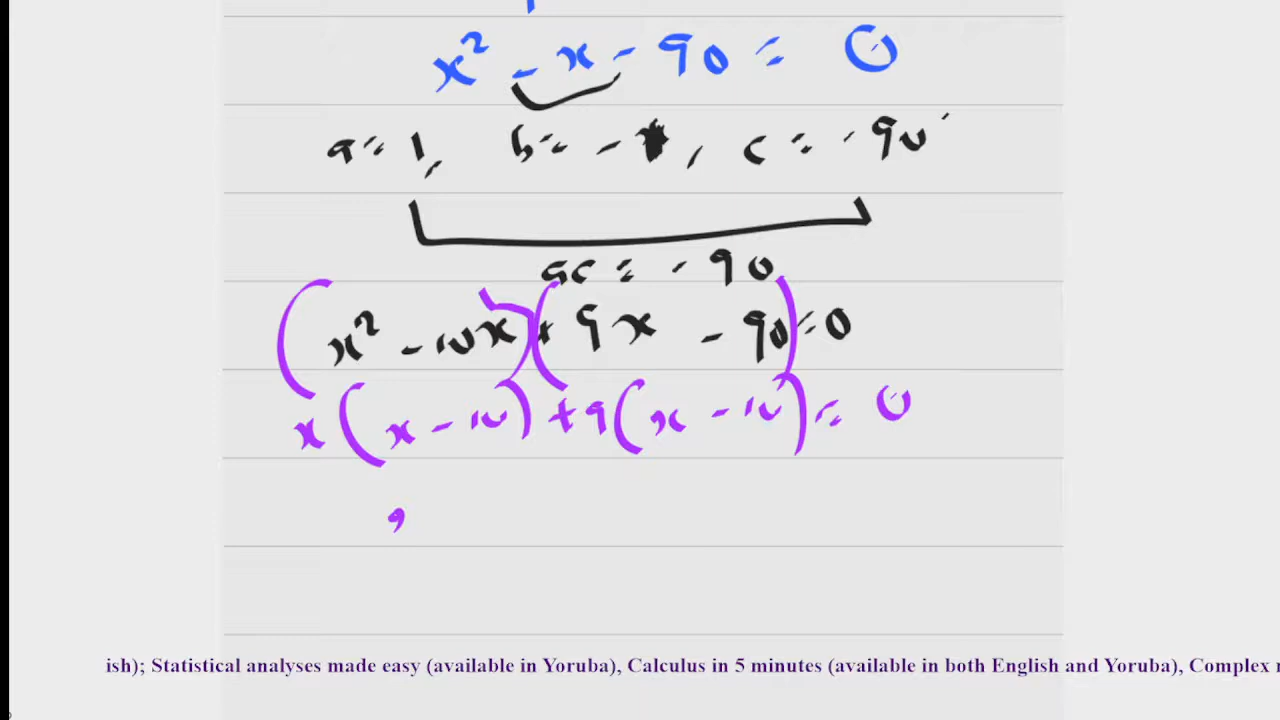 x² - x - 90 = 0
a = 1, b = -1, c = -90
ac = -90
(x² - 10x) + (9x - 90) = 0
x(x - 10) + 9(x - 10) = 0
ish); Statistical analyses made easy (available in Yoruba), Calculus in 5 minutes (available in both English and Yoruba), Complex